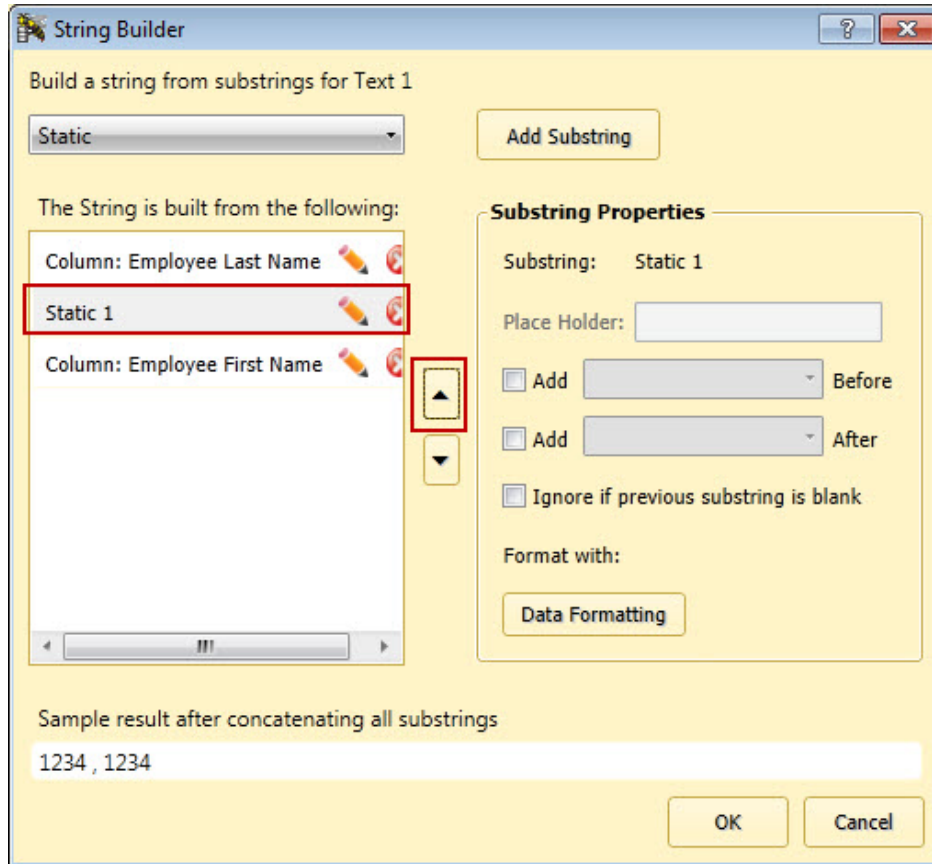 String Builder
Build a string from substrings for Text 1
Static
Add Substring
The String is built from the following:
Column: Employee Last Name
Static 1
Column: Employee First Name
Substring Properties
Substring: Static 1
Place Holder:
Add Before
Add After
Ignore if previous substring is blank
Format with:
Data Formatting
Sample result after concatenating all substrings
1234 , 1234
OK Cancel